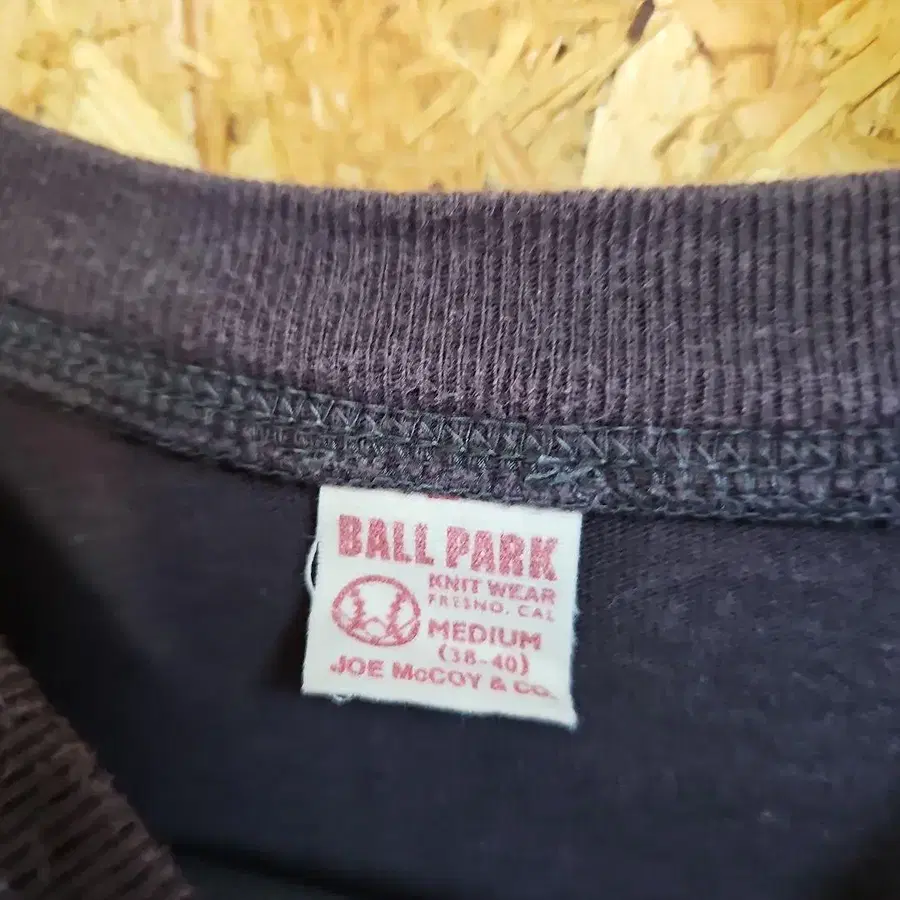 BALL PARK
KNIT WEAR
FRESNO. CAL
MEDIUM
(38-40)
JOE McCOY & CO.